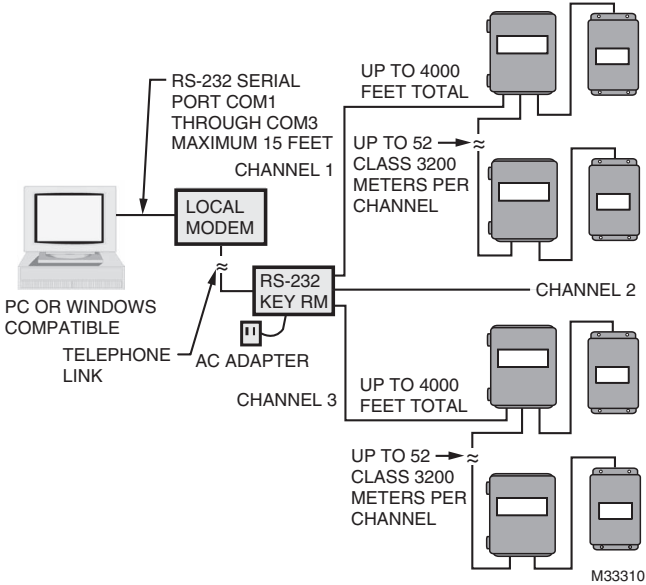 RS-232 SERIAL
PORT COM1
THROUGH COM3
MAXIMUM 15 FEET
CHANNEL 1
UP TO 4000
FEET TOTAL
UP TO 52
CLASS 3200
METERS PER
CHANNEL
LOCAL
MODEM
RS-232
KEY RM
CHANNEL 2
PC OR WINDOWS
COMPATIBLE
TELEPHONE
LINK
AC ADAPTER
CHANNEL 3
UP TO 4000
FEET TOTAL
UP TO 52
CLASS 3200
METERS PER
CHANNEL
M33310